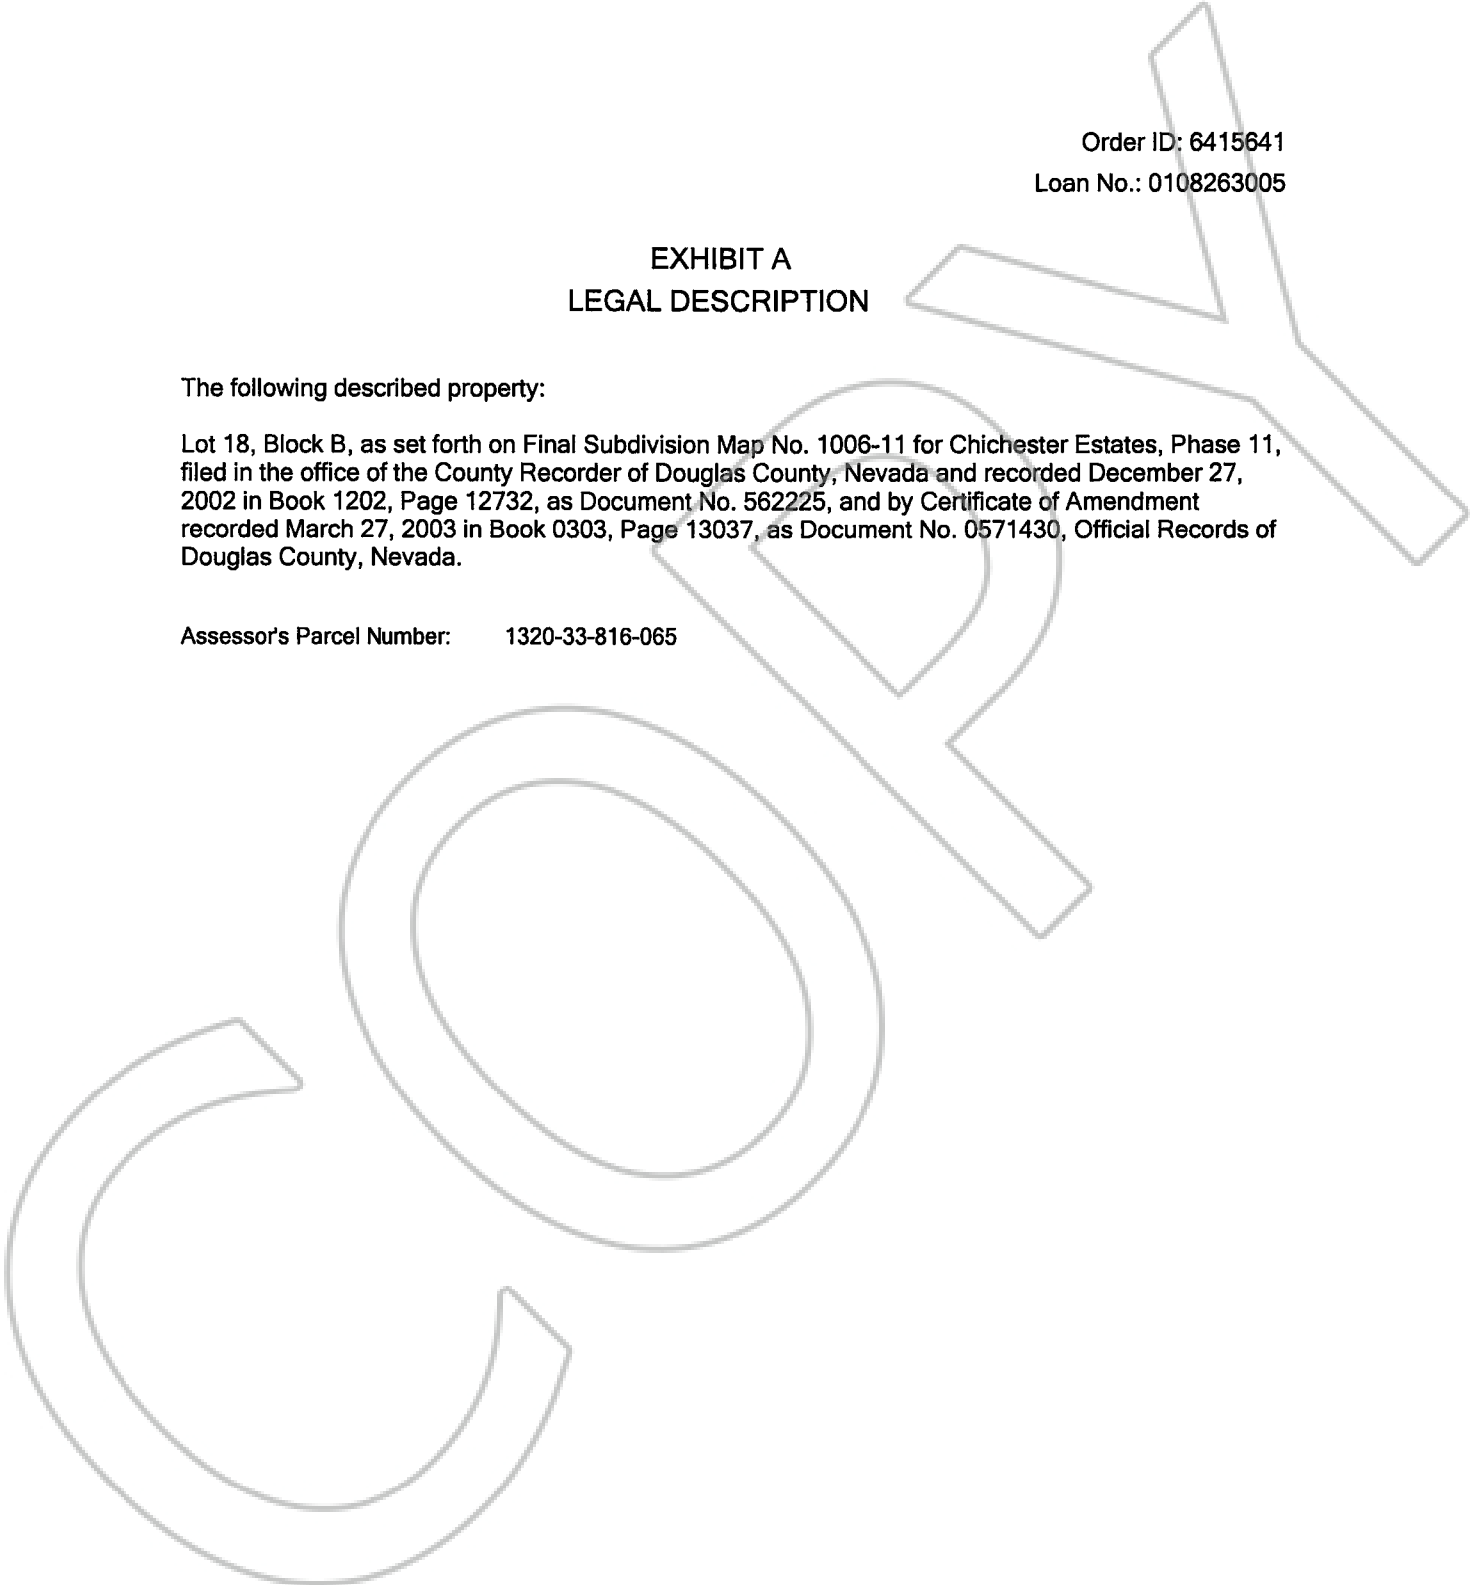 Order ID: 6415641
Loan No.: 0108263005
EXHIBIT A
LEGAL DESCRIPTION
The following described property:
Lot 18, Block B, as set forth on Final Subdivision Map No. 1006-11 for Chichester Estates, Phase 11,
filed in the office of the County Recorder of Douglas County, Nevada and recorded December 27,
2002 in Book 1202, Page 12732, as Document No. 562225, and by Certificate of Amendment
recorded March 27, 2003 in Book 0303, Page 13037, as Document No. 0571430, Official Records of
Douglas County, Nevada.
Assessor's Parcel Number: 1320-33-816-065
COPY